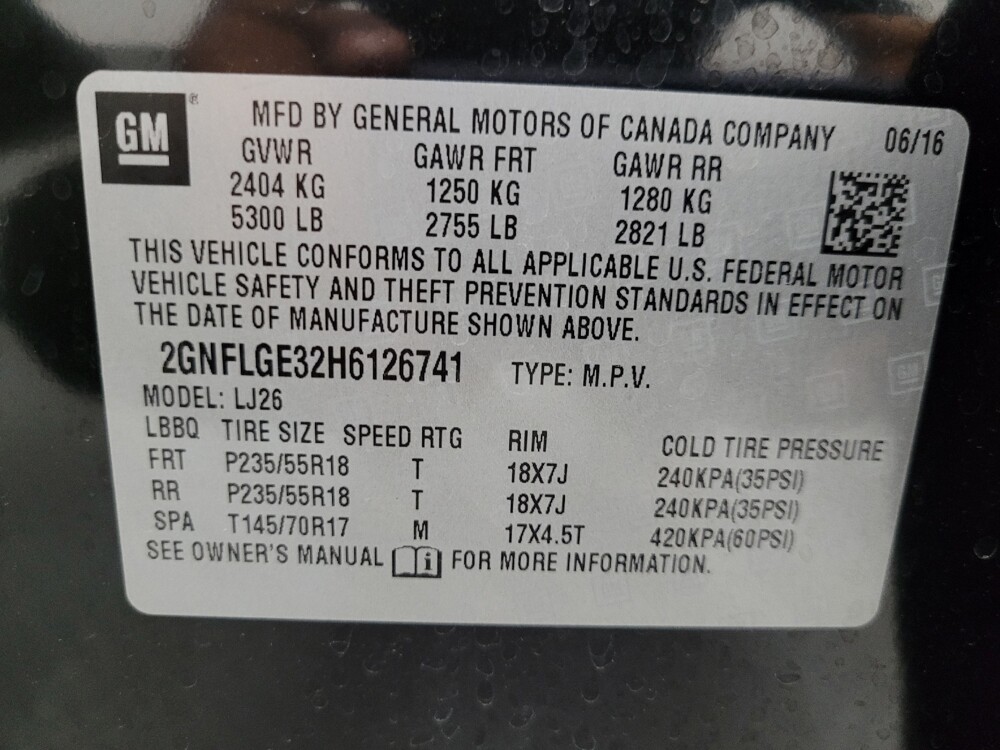 GM ® MFD BY GENERAL MOTORS OF CANADA COMPANY 06/16
GVWR GAWR FRT GAWR RR
2404 KG 1250 KG 1280 KG
5300 LB 2755 LB 2821 LB
THIS VEHICLE CONFORMS TO ALL APPLICABLE U.S. FEDERAL MOTOR
VEHICLE SAFETY AND THEFT PREVENTION STANDARDS IN EFFECT ON
THE DATE OF MANUFACTURE SHOWN ABOVE.
2GNFLGE32H6126741 TYPE: M.P.V.
MODEL: LJ26
LBBQ TIRE SIZE SPEED RTG RIM COLD TIRE PRESSURE
FRT P235/55R18 T 18X7J 240KPA(35PSI)
RR P235/55R18 T 18X7J 240KPA(35PSI)
SPA T145/70R17 M 17X4.5T 420KPA(60PSI)
SEE OWNER'S MANUAL i FOR MORE INFORMATION.